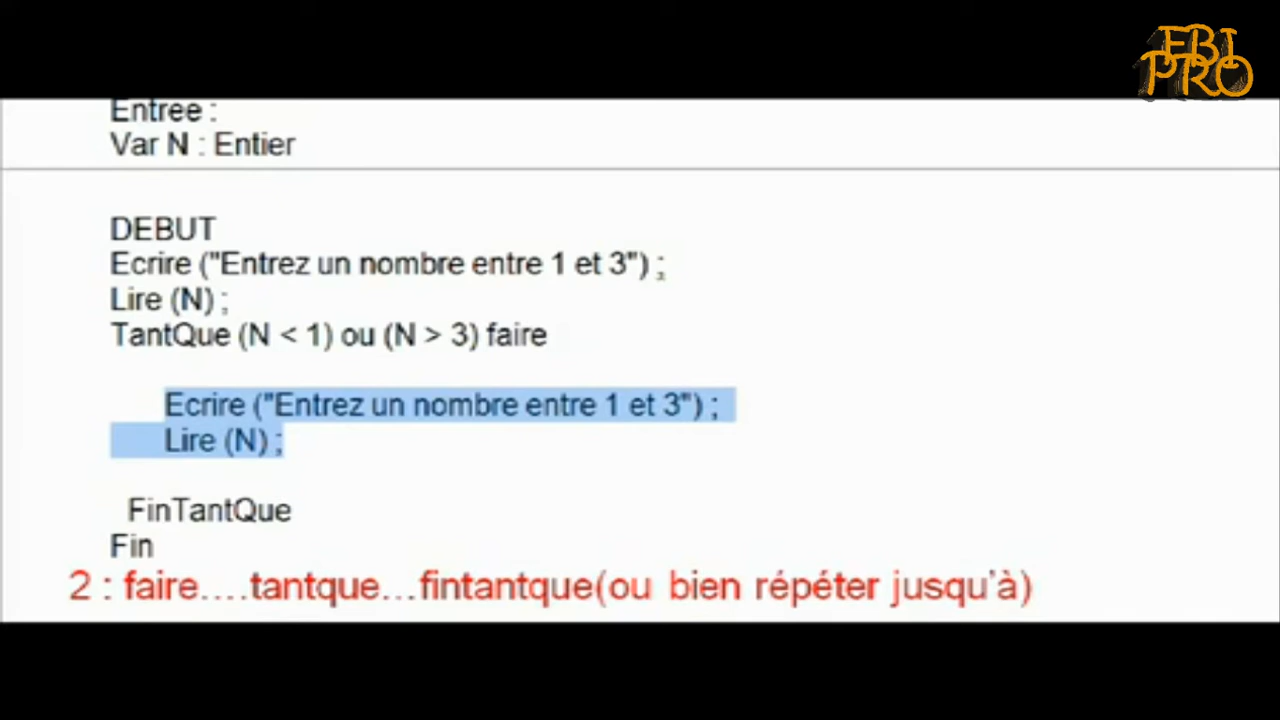 FBI
PRO
Entree :
Var N : Entier
DEBUT
Ecrire ("Entrez un nombre entre 1 et 3") ;
Lire (N) ;
TantQue (N < 1) ou (N > 3) faire
Ecrire ("Entrez un nombre entre 1 et 3") ;
Lire (N) ;
FinTantQue
Fin
2 : faire....tantque...fintantque(ou bien répéter jusqu'à)